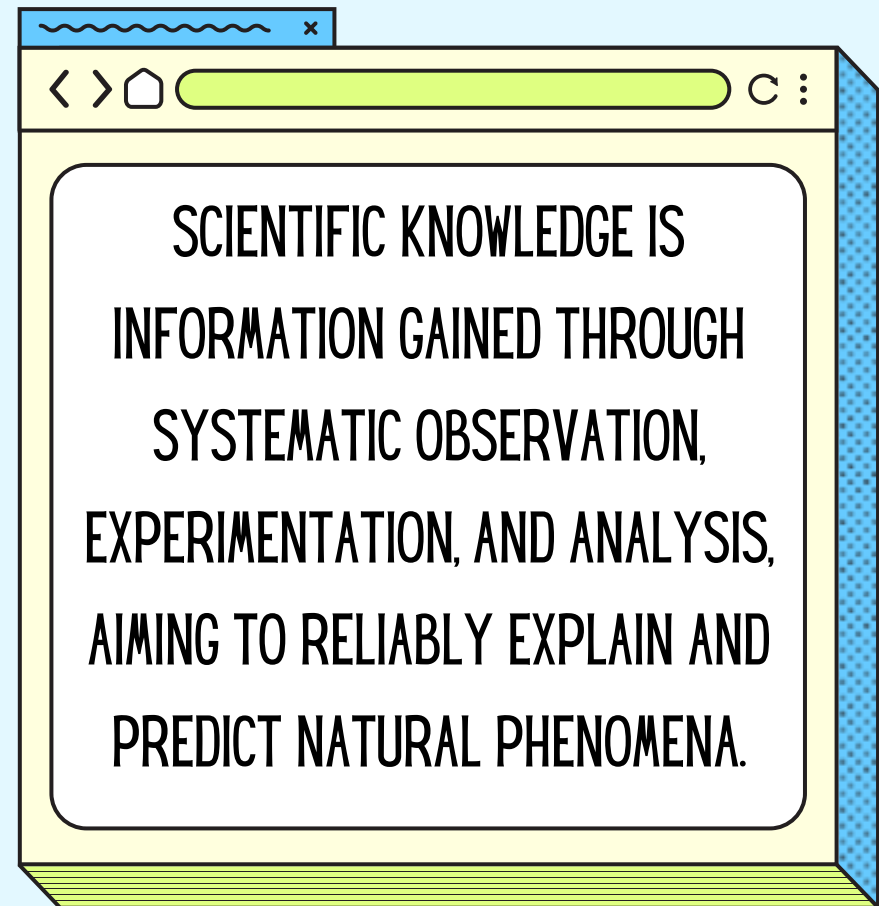 SCIENTIFIC KNOWLEDGE IS
INFORMATION GAINED THROUGH
SYSTEMATIC OBSERVATION,
EXPERIMENTATION, AND ANALYSIS,
AIMING TO RELIABLY EXPLAIN AND
PREDICT NATURAL PHENOMENA.